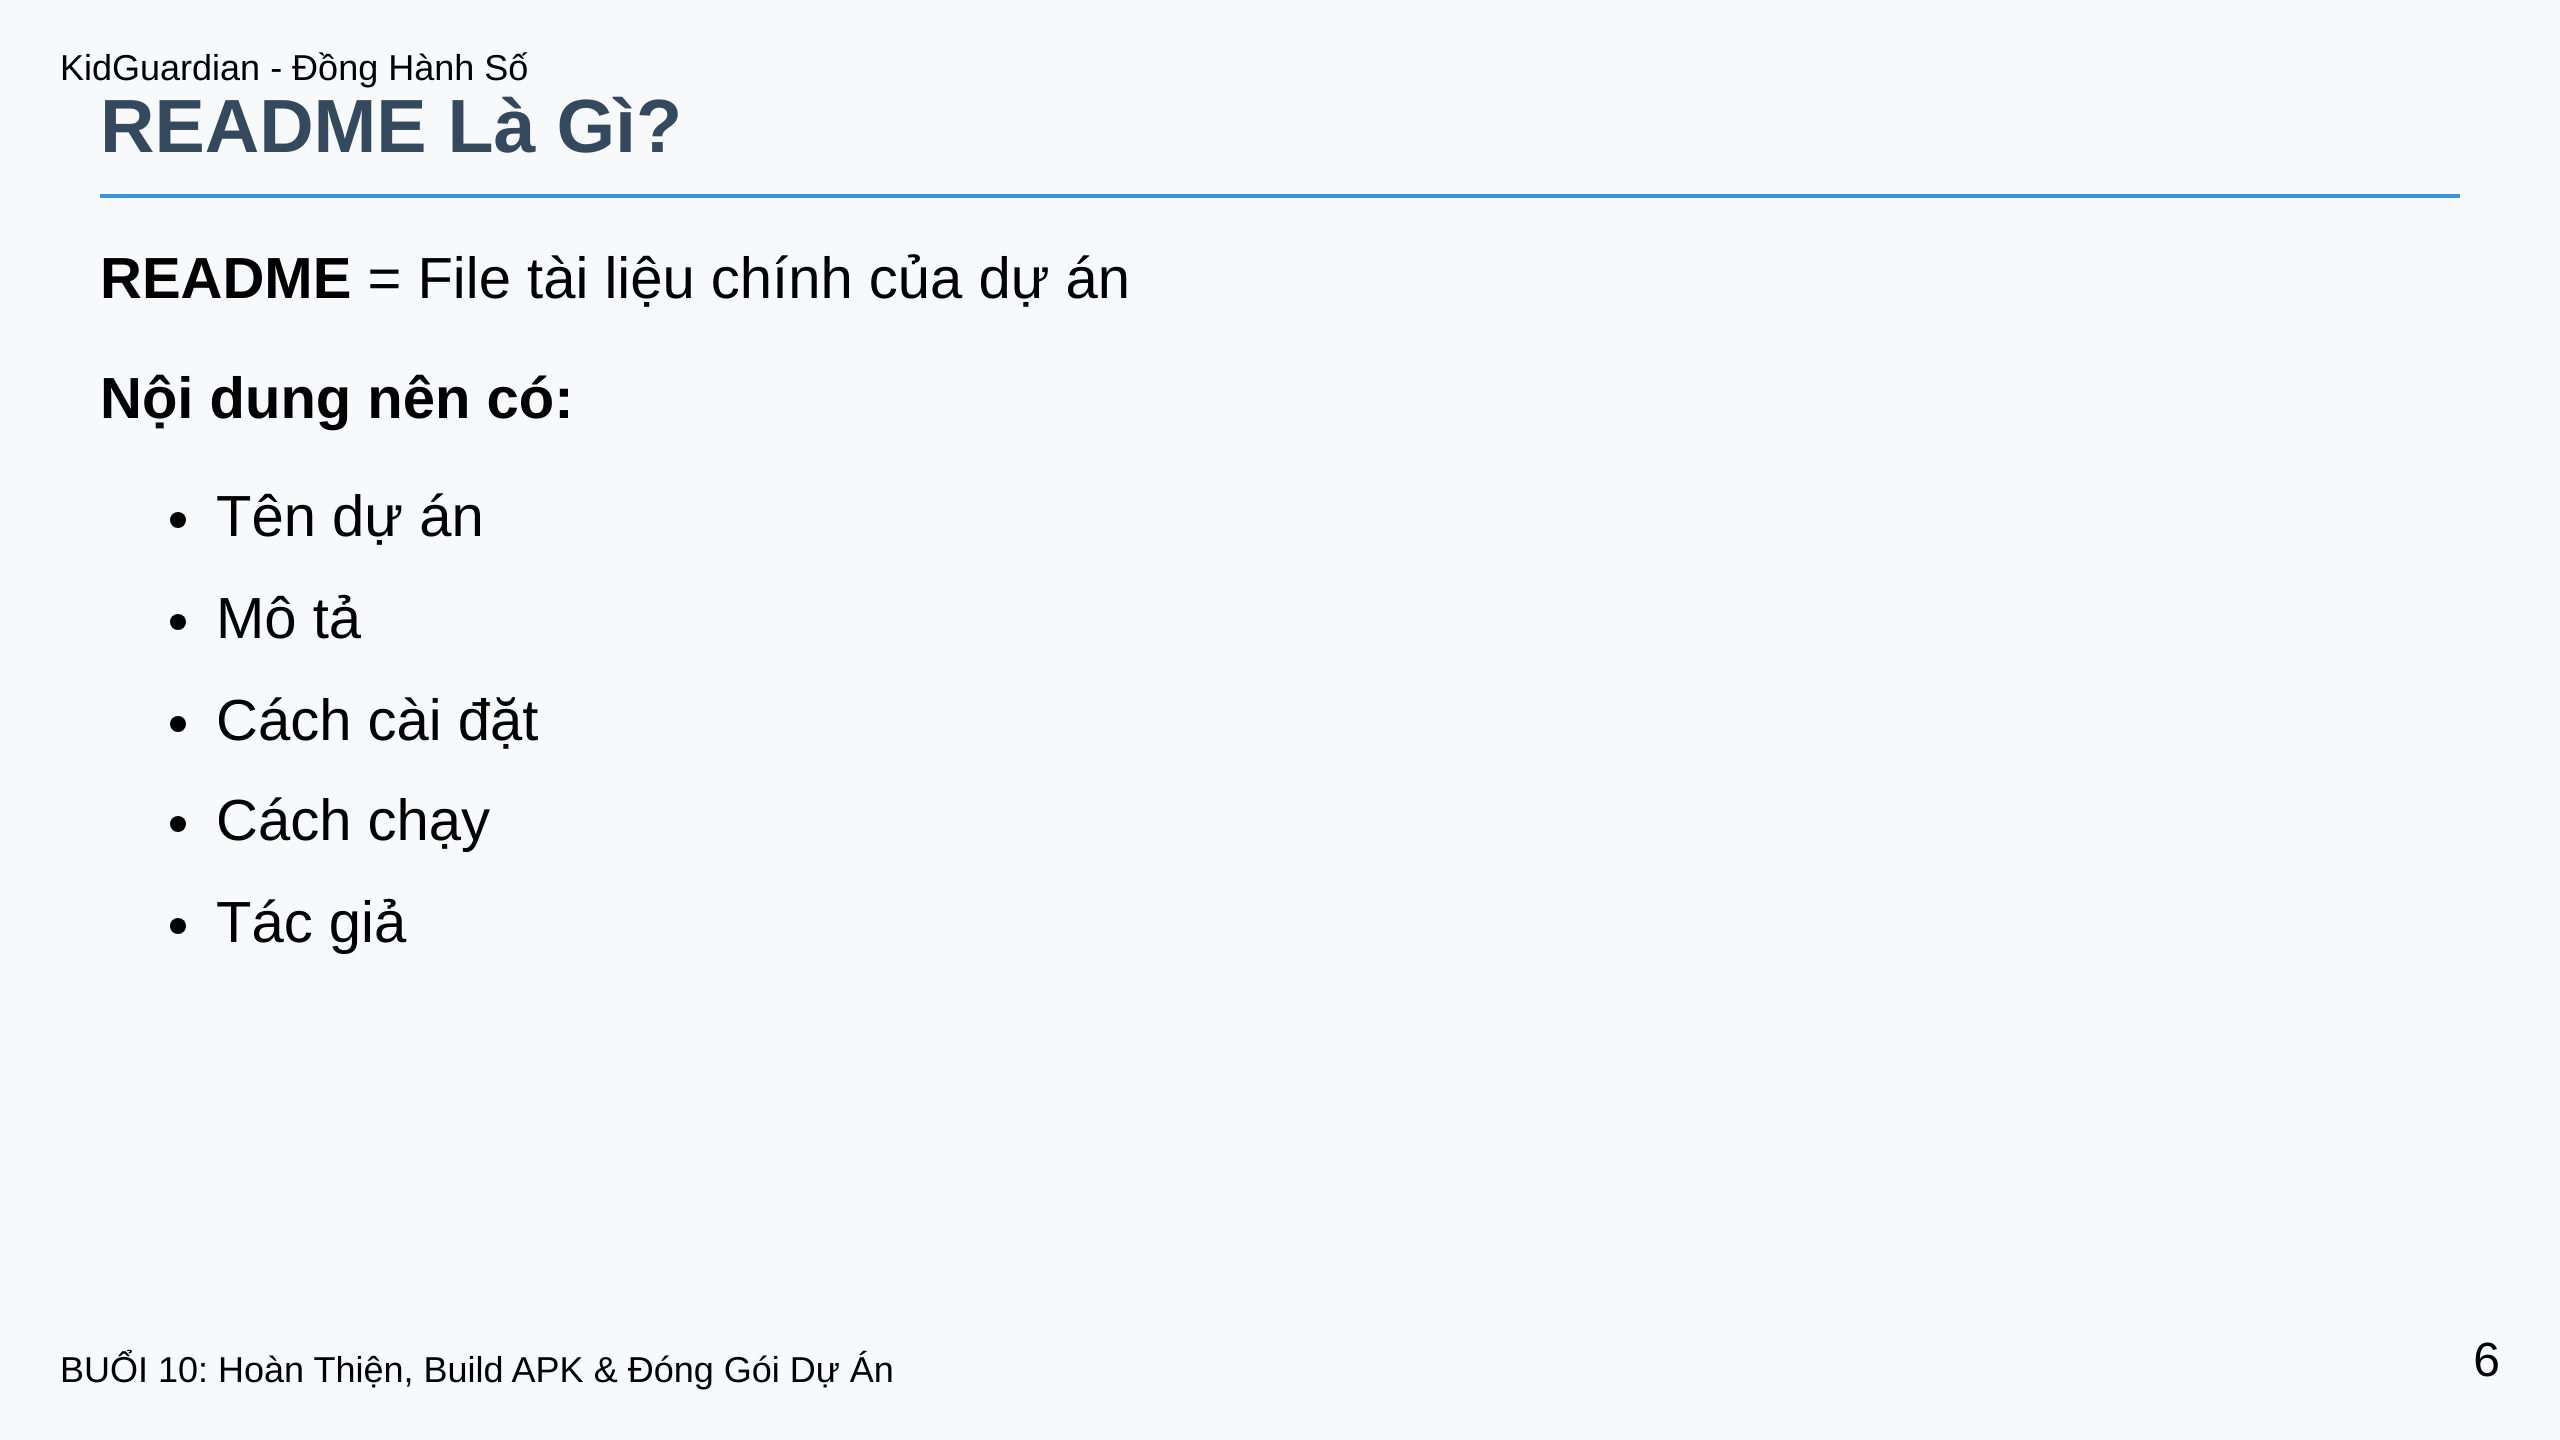 KidGuardian - Đồng Hành Số
README Là Gì?
README = File tài liệu chính của dự án
Nội dung nên có:
• Tên dự án
• Mô tả
• Cách cài đặt
• Cách chạy
• Tác giả
BUỔI 10: Hoàn Thiện, Build APK & Đóng Gói Dự Án
6